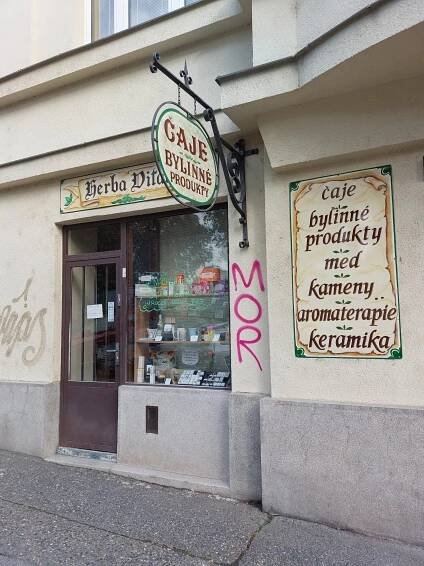 Herba Vita
ČAJE
BYLINNÉ
PRODUKTY
čaje
bylinné
produkty
med
kameny
aromaterapie
keramika
MOR